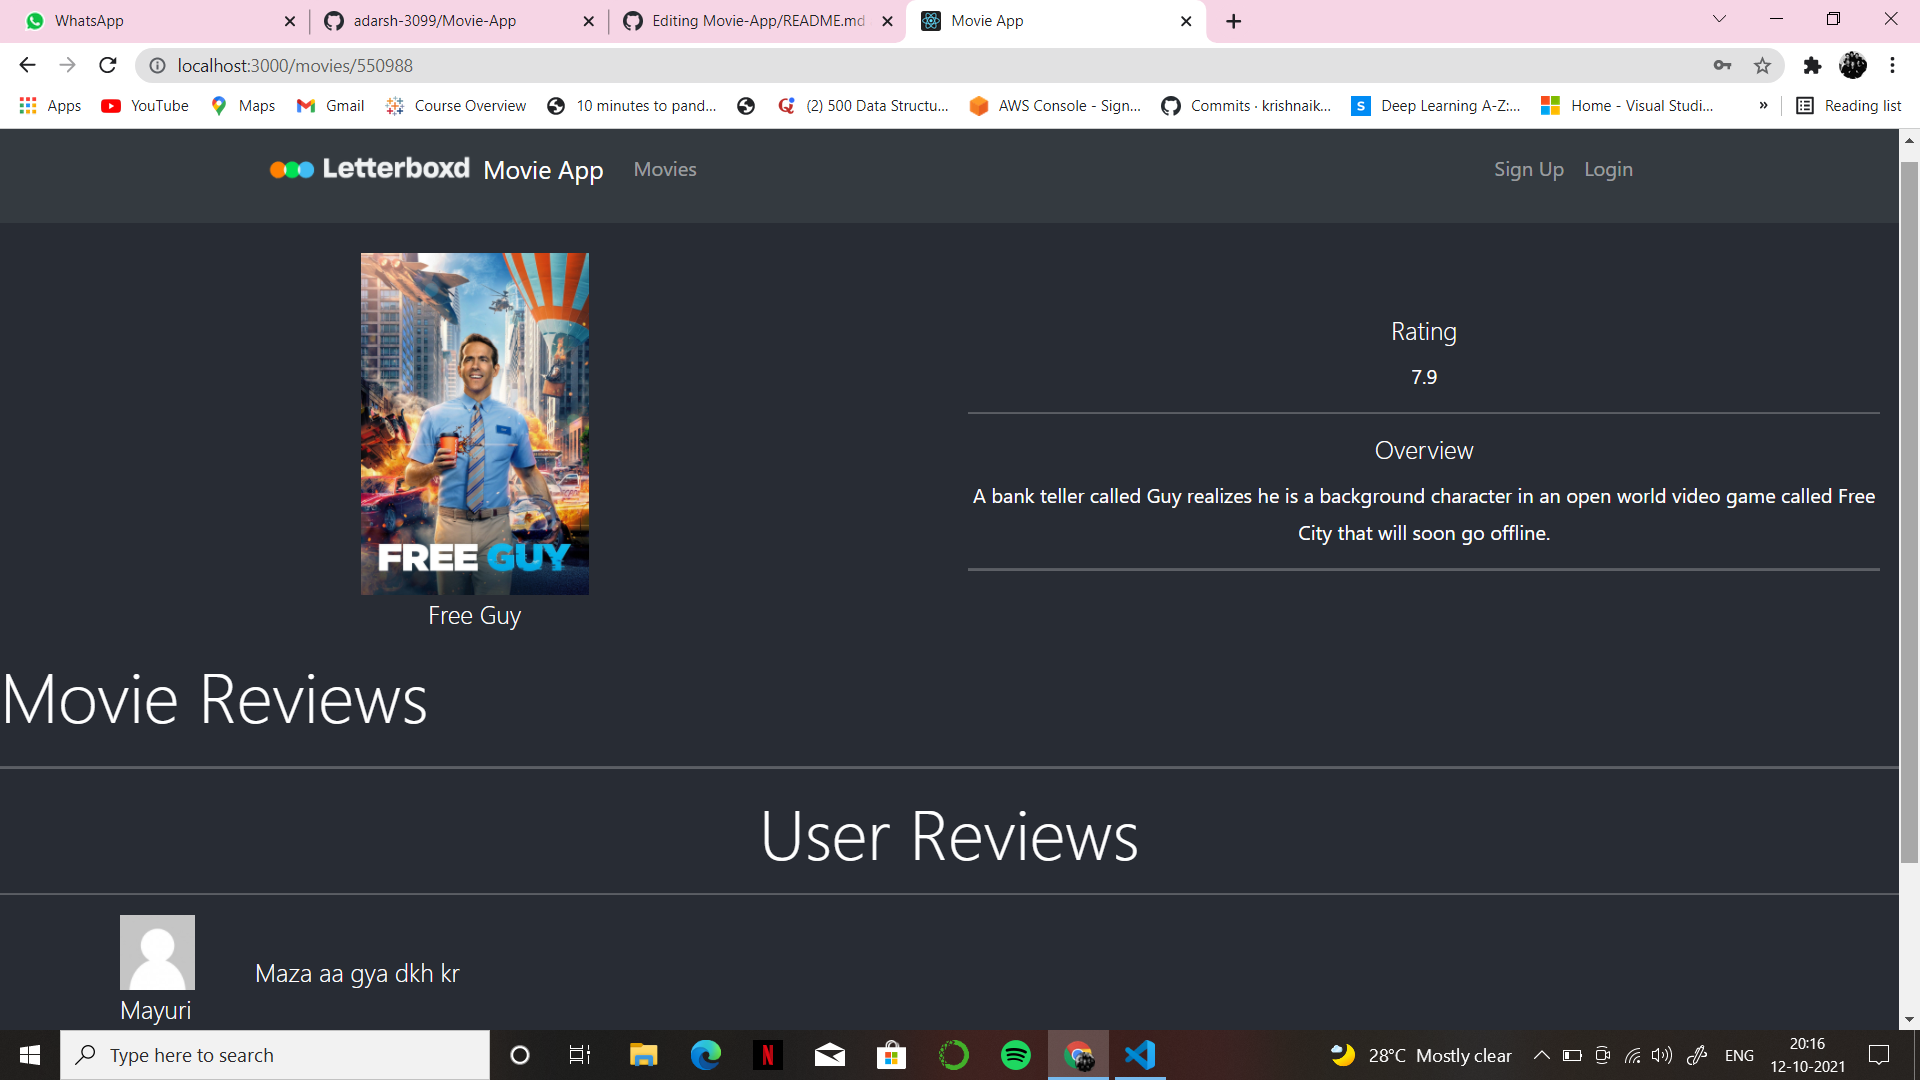 WhatsApp
adarsh-3099/Movie-App
Editing Movie-App/README.md
Movie App
localhost:3000/movies/550988
Apps
YouTube
Maps
Gmail
Course Overview
10 minutes to pand...
(2) 500 Data Structu...
AWS Console - Sign...
Commits · krishnaik...
Deep Learning A-Z:...
Home - Visual Studi...
»
Reading list
Letterboxd Movie App
Movies
Sign Up
Login
FREE GUY
Free Guy
Rating
7.9
Overview
A bank teller called Guy realizes he is a background character in an open world video game called Free
City that will soon go offline.
Movie Reviews
User Reviews
Maza aa gya dkh kr
Mayuri
Type here to search
28°C Mostly clear
ENG
20:16
12-10-2021